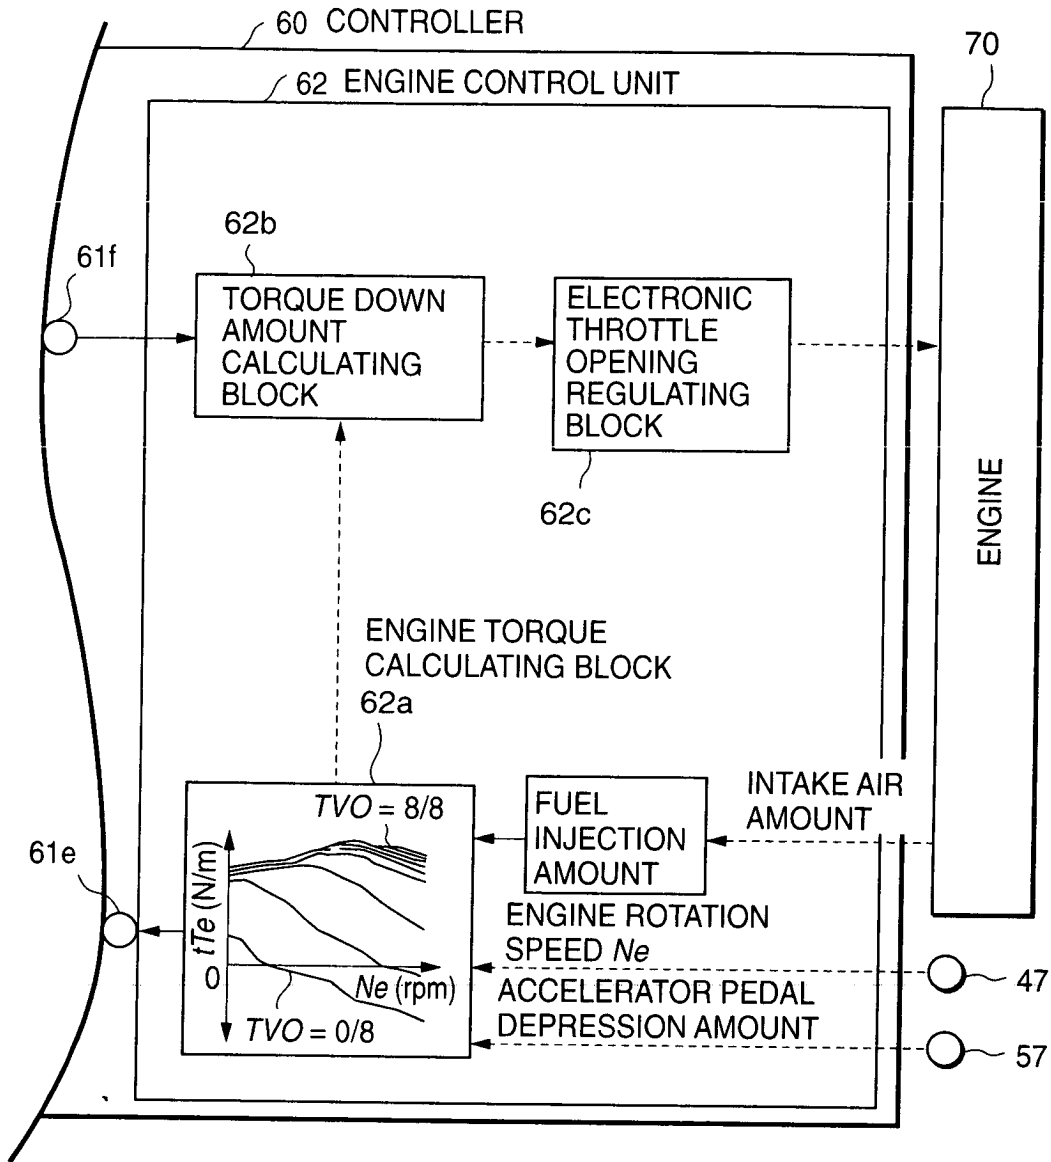 60 CONTROLLER
70
62 ENGINE CONTROL UNIT
62b
61f
TORQUE DOWN
AMOUNT
CALCULATING
BLOCK
ELECTRONIC
THROTTLE
OPENING
REGULATING
BLOCK
62c
ENGINE
ENGINE TORQUE
CALCULATING BLOCK
62a
TVO = 8/8
FUEL
INJECTION
AMOUNT
INTAKE AIR
AMOUNT
61e
tTe (N/m)
0
Ne (rpm)
TVO = 0/8
ENGINE ROTATION
SPEED Ne
47
ACCELERATOR PEDAL
DEPRESSION AMOUNT
57